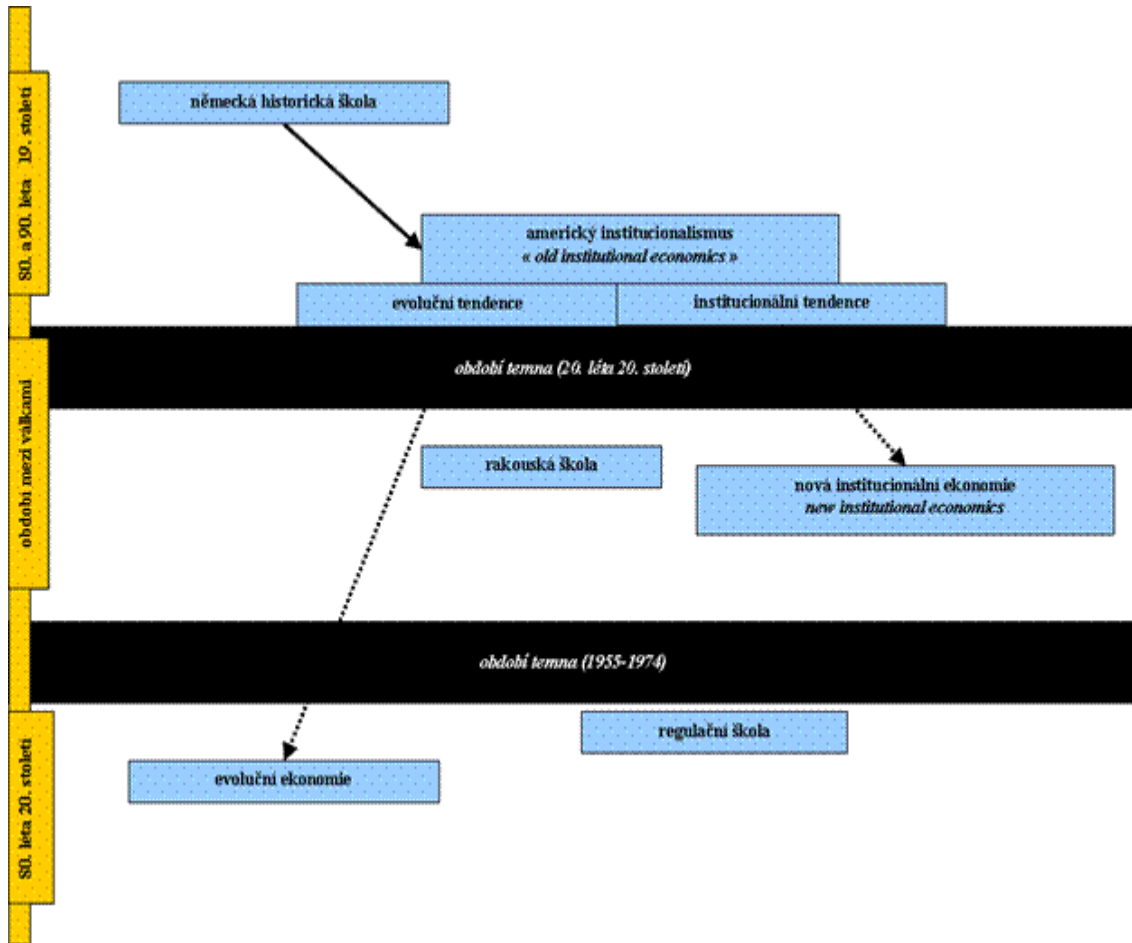 80. a 90. léta 19. století
německá historická škola
americký institucionalismus
« old institutional economics »
evoluční tendence
institucionální tendence
období temna (20. léta 20. století)
období mezi válkami
rakouská škola
nová institucionální ekonomie
new institutional economics
období temna (1955-1974)
80. léta 20. století
regulační škola
evoluční ekonomie